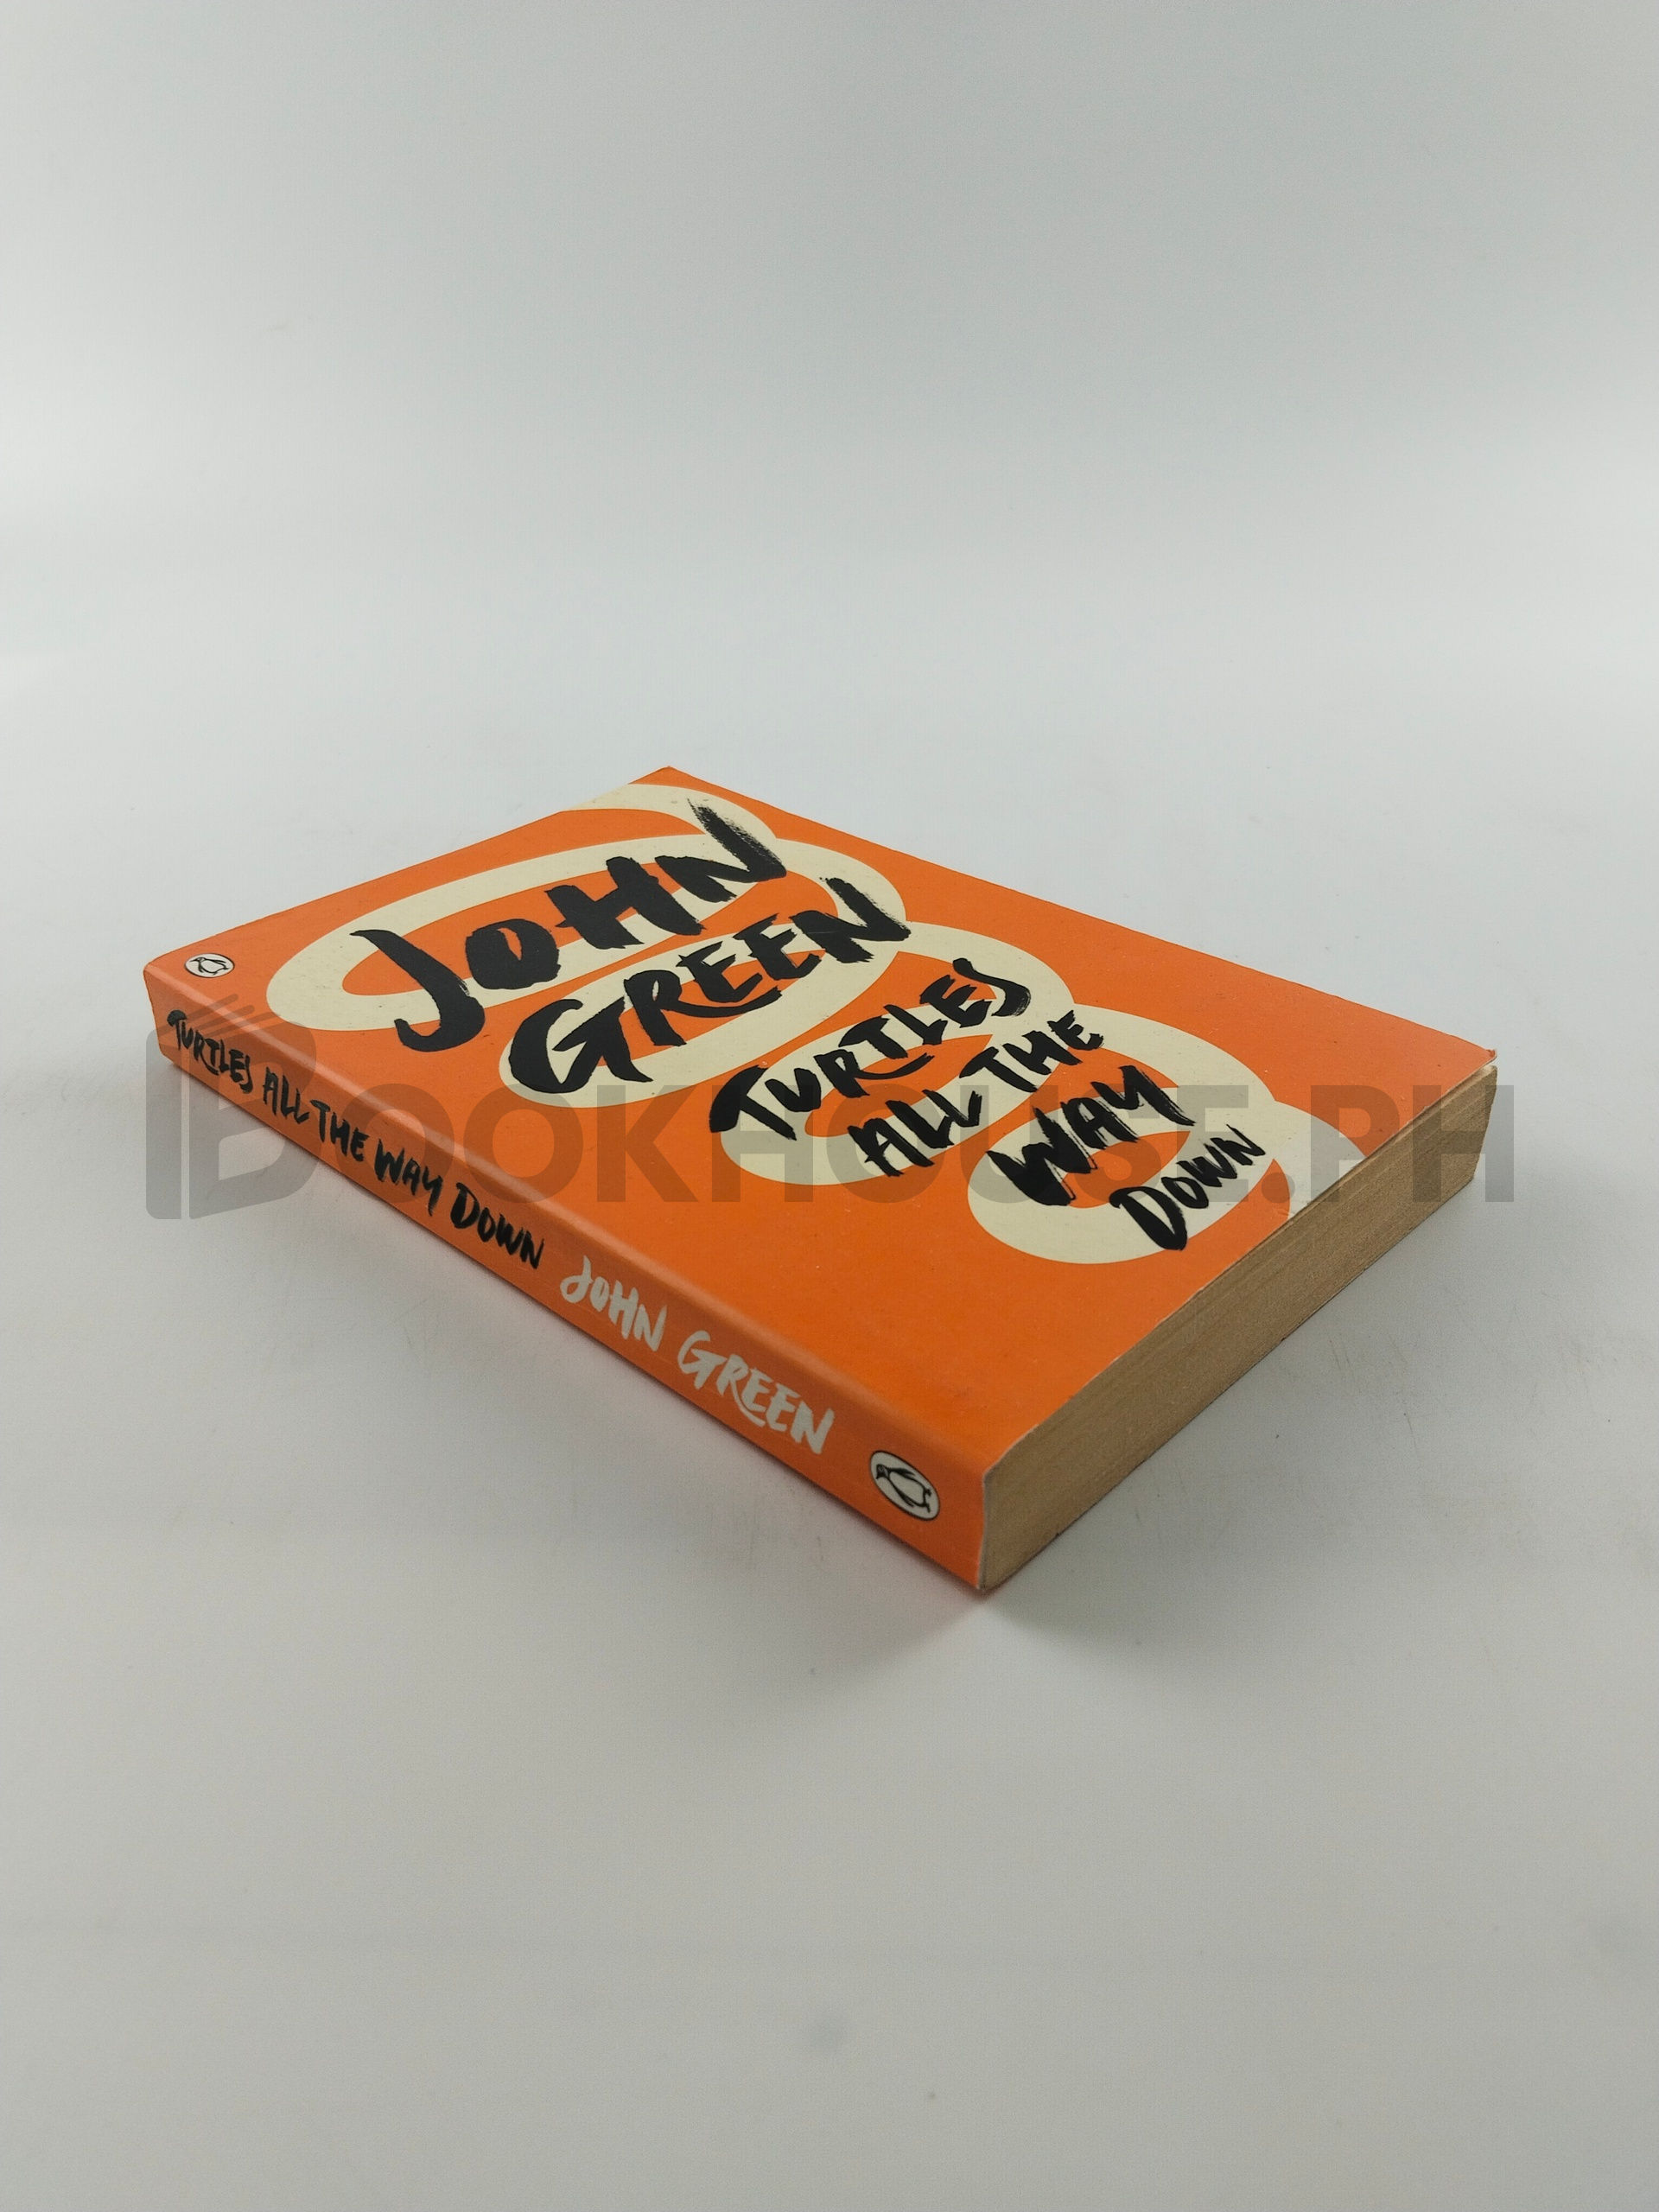 JOHN
GREEN
TURTLES
ALL THE
WAY
DOWN
TURTLES ALL THE WAY DOWN JOHN GREEN
BOOKHOUSE.PH